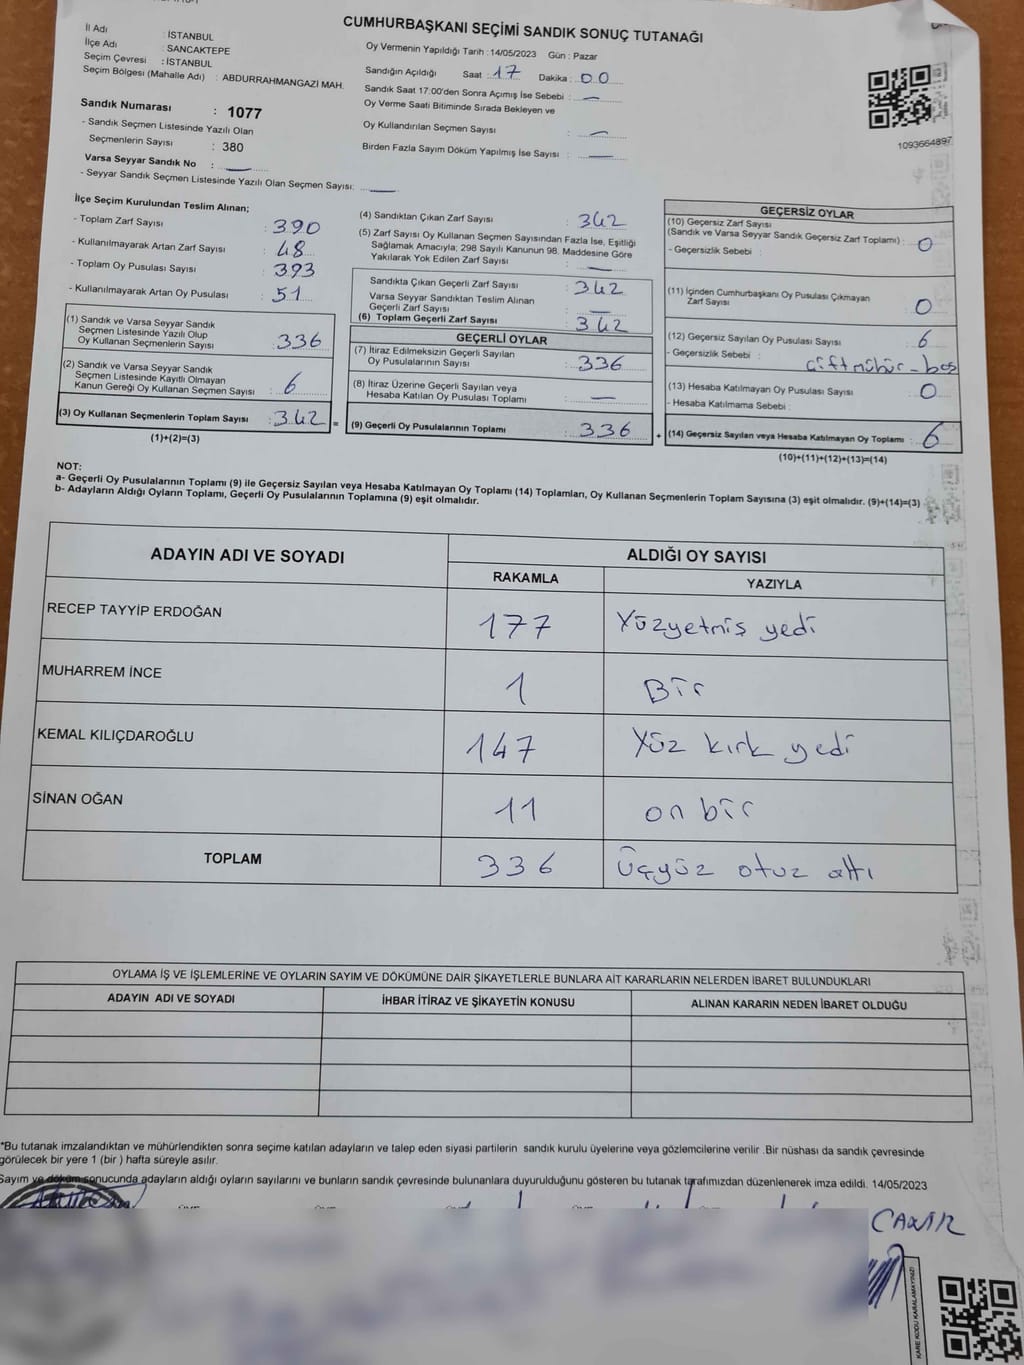 CUMHURBAŞKANI SEÇİMİ SANDIK SONUÇ TUTANAĞI
İl Adı : İSTANBUL
İlçe Adı : SANCAKTEPE
Seçim Çevresi : İSTANBUL
Seçim Bölgesi (Mahalle Adı) : ABDURRAHMANGAZİ MAH.
Sandık Numarası : 1077
- Sandık Seçmen Listesinde Yazılı Olan
Seçmenlerin Sayısı : 380
Varsa Seyyar Sandık No : —
- Seyyar Sandık Seçmen Listesinde Yazılı Olan Seçmen Sayısı: —
Oy Vermenin Yapıldığı Tarih : 14/05/2023 Gün : Pazar
Sandığın Açıldığı Saat : 17 Dakika : 00
Sandık Saat 17:00'den Sonra Açımış İse Sebebi : —
Oy Verme Saati Bitiminde Sırada Bekleyen ve
Oy Kullandırılan Seçmen Sayısı : —
Birden Fazla Sayım Döküm Yapılmış İse Sayısı : —
1093664897
İlçe Seçim Kurulundan Teslim Alınan;
- Toplam Zarf Sayısı : 390
- Kullanılmayarak Artan Zarf Sayısı : 48
- Toplam Oy Pusulası Sayısı : 393
- Kullanılmayarak Artan Oy Pusulası : 51
(1) Sandık ve Varsa Seyyar Sandık
Seçmen Listesinde Yazılı Olup
Oy Kullanan Seçmenlerin Sayısı : 336
(2) Sandık ve Varsa Seyyar Sandık
Seçmen Listesinde Kayıtlı Olmayan
Kanun Gereği Oy Kullanan Seçmen Sayısı : 6
(3) Oy Kullanan Seçmenlerin Toplam Sayısı : 342 =
(1)+(2)=(3)
(4) Sandıktan Çıkan Zarf Sayısı : 342
(5) Zarf Sayısı Oy Kullanan Seçmen Sayısından Fazla İse, Eşitliği
Sağlamak Amacıyla; 298 Sayılı Kanunun 98. Maddesine Göre
Yakılarak Yok Edilen Zarf Sayısı : —
Sandıkta Çıkan Geçerli Zarf Sayısı : 342
Varsa Seyyar Sandıktan Teslim Alınan
Geçerli Zarf Sayısı : —
(6) Toplam Geçerli Zarf Sayısı : 342
GEÇERLİ OYLAR
(7) İtiraz Edilmeksizin Geçerli Sayılan
Oy Pusulalarının Sayısı : 336
(8) İtiraz Üzerine Geçerli Sayılan veya
Hesaba Katılan Oy Pusulası Toplamı : —
(9) Geçerli Oy Pusulalarının Toplamı : 336 +
GEÇERSİZ OYLAR
(10) Geçersiz Zarf Sayısı
(Sandık ve Varsa Seyyar Sandık Geçersiz Zarf Toplamı) : 0
- Geçersizlik Sebebi :
(11) İçinden Cumhurbaşkanı Oy Pusulası Çıkmayan
Zarf Sayısı : 0
(12) Geçersiz Sayılan Oy Pusulası Sayısı : 6
- Geçersizlik Sebebi : çift mühür - boş
(13) Hesaba Katılmayan Oy Pusulası Sayısı : 0
- Hesaba Katılmama Sebebi :
(14) Geçersiz Sayılan veya Hesaba Katılmayan Oy Toplamı : 6
(10)+(11)+(12)+(13)=(14)
NOT:
a- Geçerli Oy Pusulalarının Toplamı (9) ile Geçersiz Sayılan veya Hesaba Katılmayan Oy Toplamı (14) Toplamları, Oy Kullanan Seçmenlerin Toplam Sayısına (3) eşit olmalıdır. (9)+(14)=(3)
b- Adayların Aldığı Oyların Toplamı, Geçerli Oy Pusulalarının Toplamına (9) eşit olmalıdır.
ADAYIN ADI VE SOYADI ALDIĞI OY SAYISI
RAKAMLA YAZIYLA
RECEP TAYYİP ERDOĞAN 177 Yüzyetmiş yedi
MUHARREM İNCE 1 Bir
KEMAL KILIÇDAROĞLU 147 Yüz kırk yedi
SİNAN OĞAN 11 on bir
TOPLAM 336 Üçyüz otuz altı
OYLAMA İŞ VE İŞLEMLERİNE VE OYLARIN SAYIM VE DÖKÜMÜNE DAİR ŞİKAYETLERLE BUNLARA AİT KARARLARIN NELERDEN İBARET BULUNDUKLARI
ADAYIN ADI VE SOYADI İHBAR İTİRAZ VE ŞİKAYETİN KONUSU ALINAN KARARIN NEDEN İBARET OLDUĞU
*Bu tutanak imzalandıktan ve mühürlendikten sonra seçime katılan adayların ve talep eden siyasi partilerin sandık kurulu üyelerine veya gözlemcilerine verilir .Bir nüshası da sandık çevresinde
görülecek bir yere 1 (bir ) hafta süreyle asılır.
Sayım ve döküm sonucunda adayların aldığı oyların sayılarını ve bunların sandık çevresinde bulunanlara duyurulduğunu gösteren bu tutanak tarafımızdan düzenlenerek imza edildi. 14/05/2023
KARE KODU KARALAMAYINIZ!